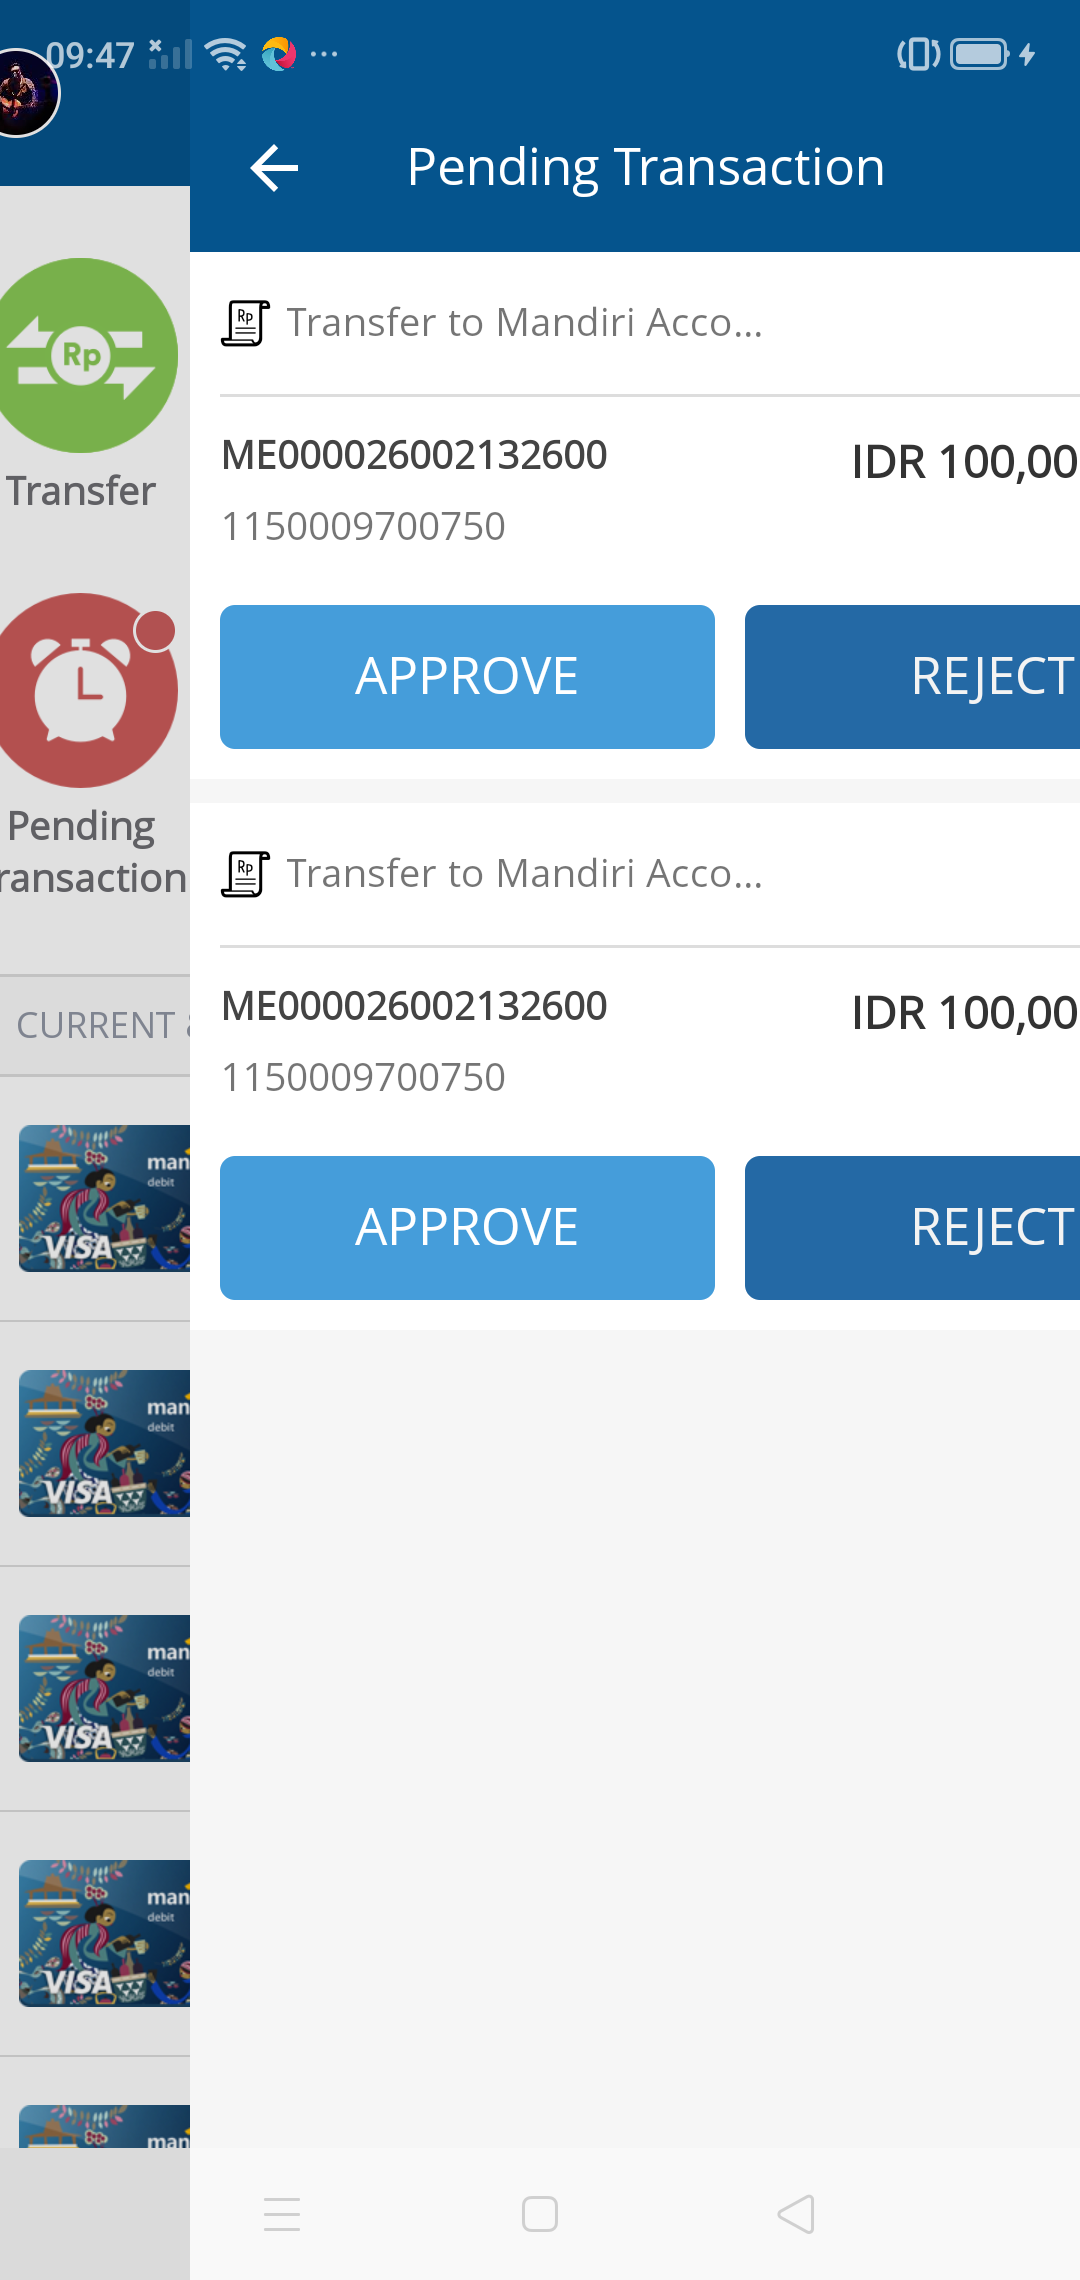 09:47
Pending Transaction
Rp
Transfer
Pending
ransaction
CURRENT
man
debit
VISA
man
debit
VISA
man
debit
VISA
man
debit
VISA
man
Rp Transfer to Mandiri Acco...
ME000026002132600 IDR 100,00
1150009700750
APPROVE REJECT
Rp Transfer to Mandiri Acco...
ME000026002132600 IDR 100,00
1150009700750
APPROVE REJECT